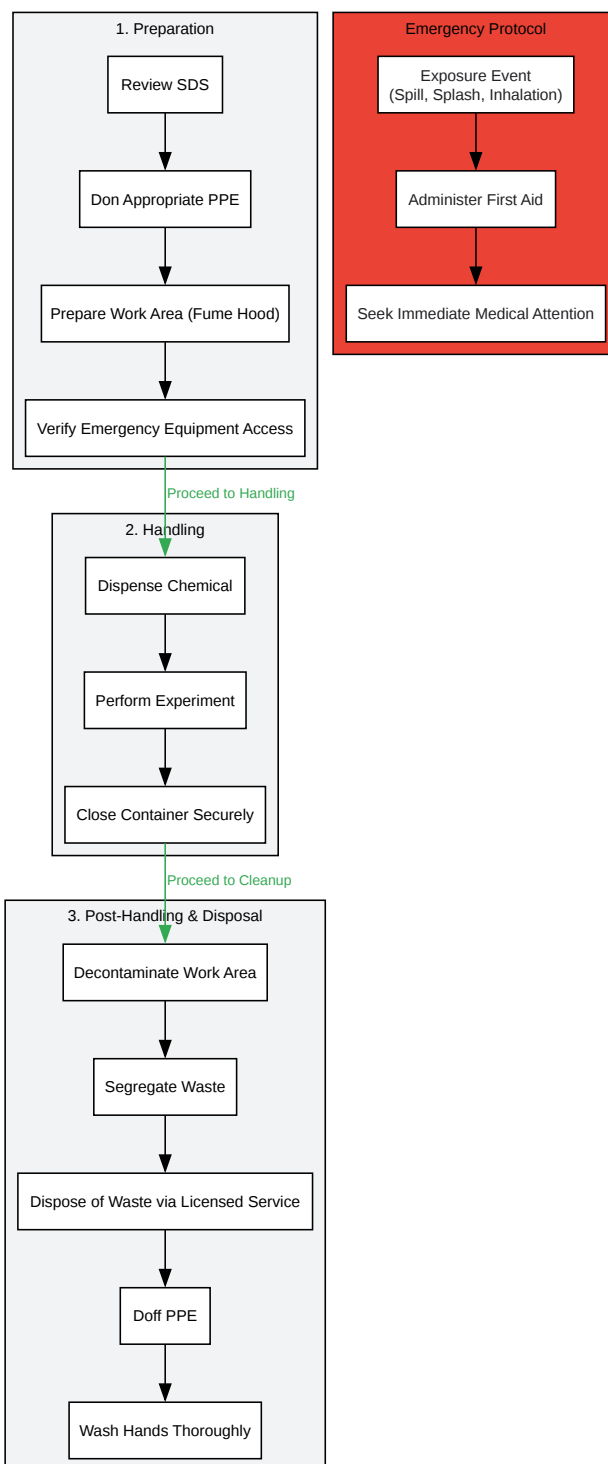 1. Preparation
Review SDS
Don Appropriate PPE
Prepare Work Area (Fume Hood)
Verify Emergency Equipment Access
Proceed to Handling
2. Handling
Dispense Chemical
Perform Experiment
Close Container Securely
Proceed to Cleanup
3. Post-Handling & Disposal
Decontaminate Work Area
Segregate Waste
Dispose of Waste via Licensed Service
Doff PPE
Wash Hands Thoroughly
Emergency Protocol
Exposure Event
(Spill, Splash, Inhalation)
Administer First Aid
Seek Immediate Medical Attention